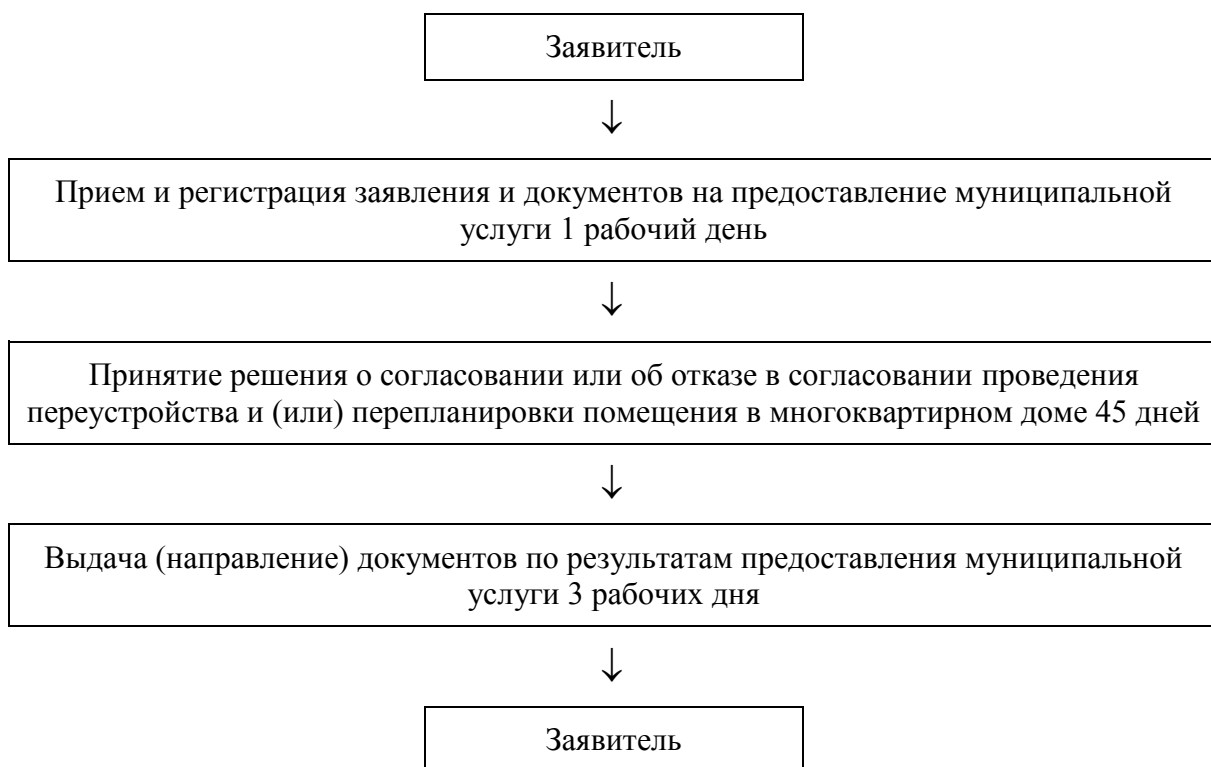 Заявитель
↓
Прием и регистрация заявления и документов на предоставление муниципальной
услуги 1 рабочий день
↓
Принятие решения о согласовании или об отказе в согласовании проведения
переустройства и (или) перепланировки помещения в многоквартирном доме 45 дней
↓
Выдача (направление) документов по результатам предоставления муниципальной
услуги 3 рабочих дня
↓
Заявитель